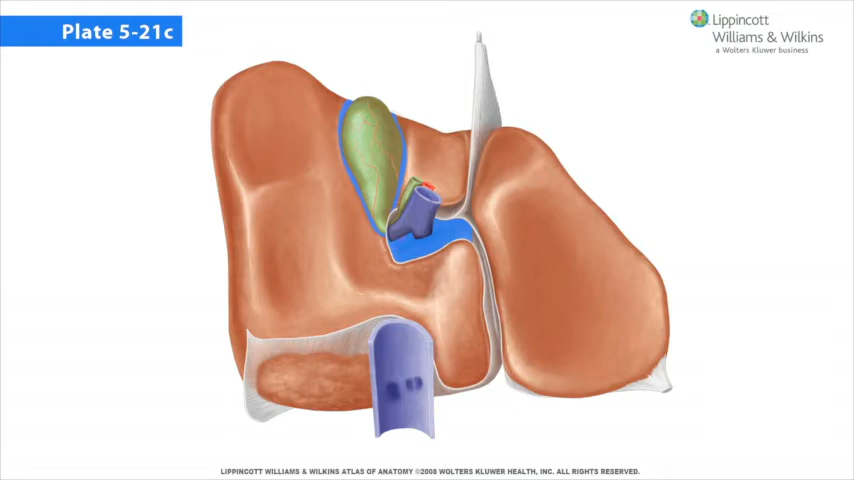 Plate 5-21c
Lippincott
Williams & Wilkins
a Wolters Kluwer business
LIPPINCOTT WILLIAMS & WILKINS ATLAS OF ANATOMY ©2008 WOLTERS KLUWER HEALTH, INC. ALL RIGHTS RESERVED.